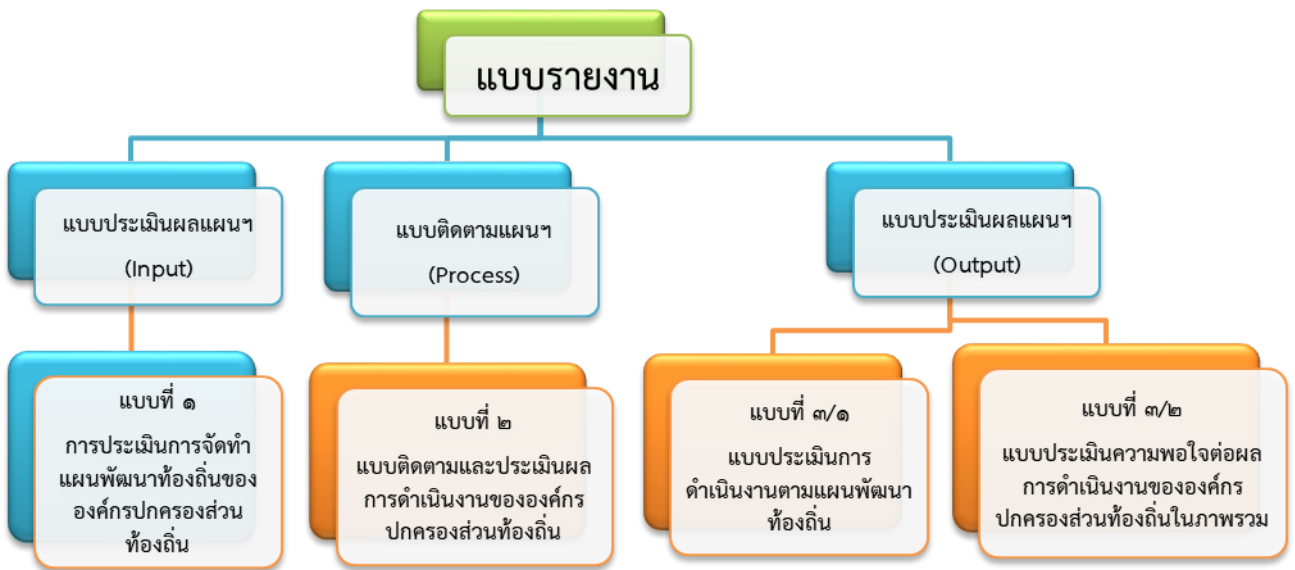 แบบรายงาน
แบบประเมินผลแผนฯ
(Input)
แบบติดตามแผนฯ
(Process)
แบบประเมินผลแผนฯ
(Output)
แบบที่ ๑
การประเมินการจัดทำ
แผนพัฒนาท้องถิ่นของ
องค์กรปกครองส่วน
ท้องถิ่น
แบบที่ ๒
แบบติดตามและประเมินผล
การดำเนินงานขององค์กร
ปกครองส่วนท้องถิ่น
แบบที่ ๓/๑
แบบประเมินการ
ดำเนินงานตามแผนพัฒนา
ท้องถิ่น
แบบที่ ๓/๒
แบบประเมินความพอใจต่อผล
การดำเนินงานขององค์กร
ปกครองส่วนท้องถิ่นในภาพรวม